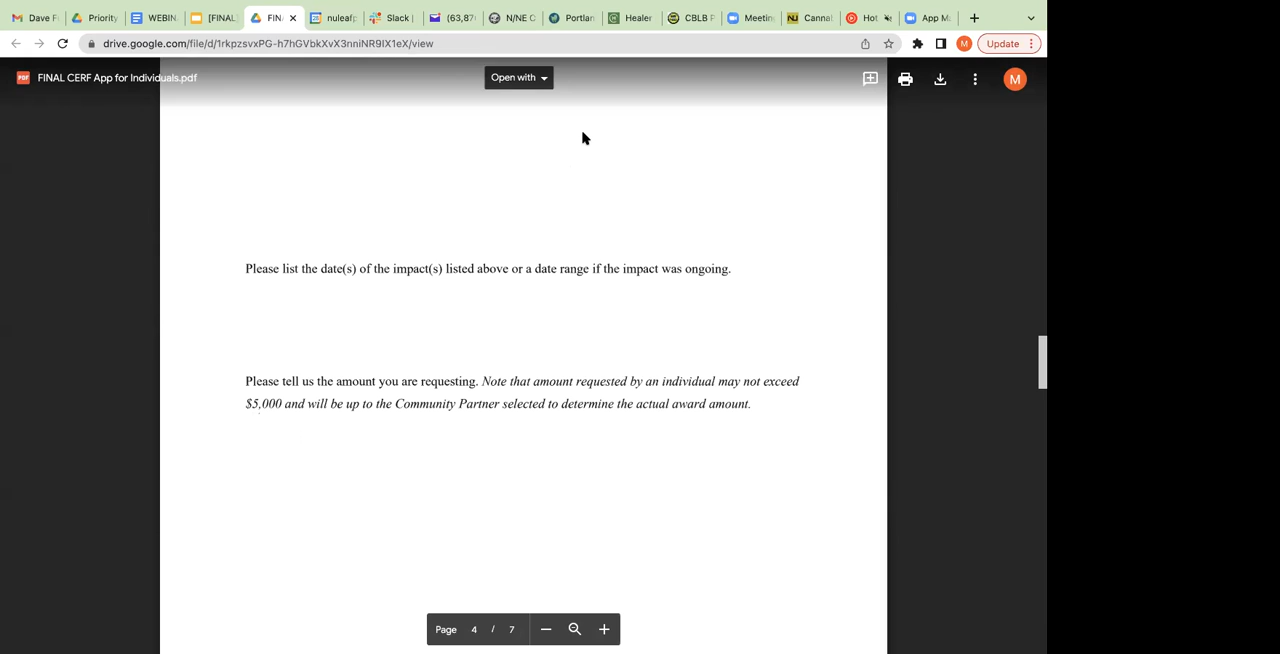 Dave F
Priority
WEBIN
[FINAL]
FIN
nuleafp
Slack |
(63,87
N/NE C
Portlan
Healer
CBLB P
Meetin
NU
Canna
Hot
App M
drive.google.com/file/d/1rkpzsvxPG-h7hGVbkXvX3nniNR9IX1eX/view
M
Update
PDF
FINAL CERF App for Individuals.pdf
Open with
M
Please list the date(s) of the impact(s) listed above or a date range if the impact was ongoing.
Please tell us the amount you are requesting. Note that amount requested by an individual may not exceed
$5,000 and will be up to the Community Partner selected to determine the actual award amount.
Page 4 / 7